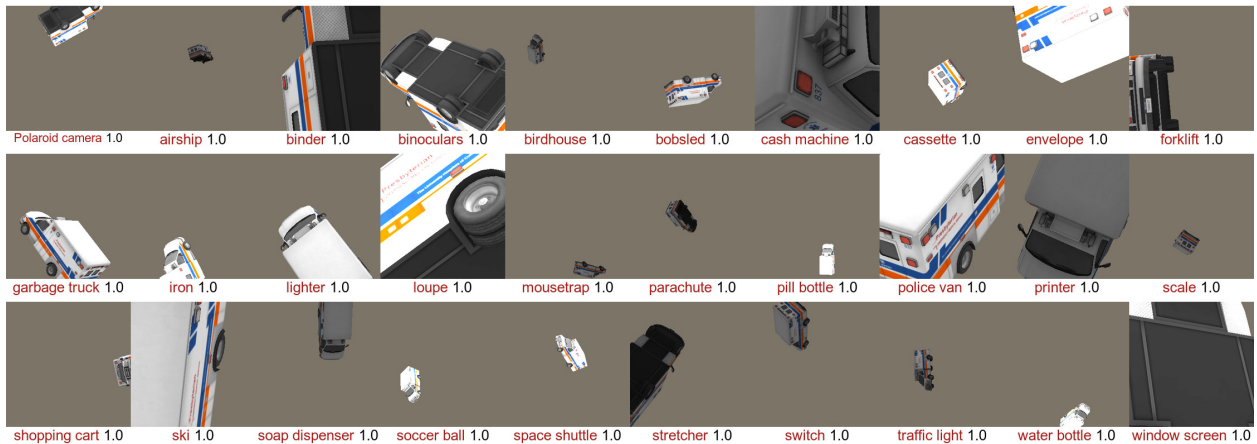 Polaroid camera 1.0 airship 1.0 binder 1.0 binoculars 1.0 birdhouse 1.0 bobsled 1.0 cash machine 1.0 cassette 1.0 envelope 1.0 forklift 1.0
837
Presbyterian
garbage truck 1.0 iron 1.0 lighter 1.0 loupe 1.0 mousetrap 1.0 parachute 1.0 pill bottle 1.0 police van 1.0 printer 1.0 scale 1.0
shopping cart 1.0 ski 1.0 soap dispenser 1.0 soccer ball 1.0 space shuttle 1.0 stretcher 1.0 switch 1.0 traffic light 1.0 water bottle 1.0 window screen 1.0